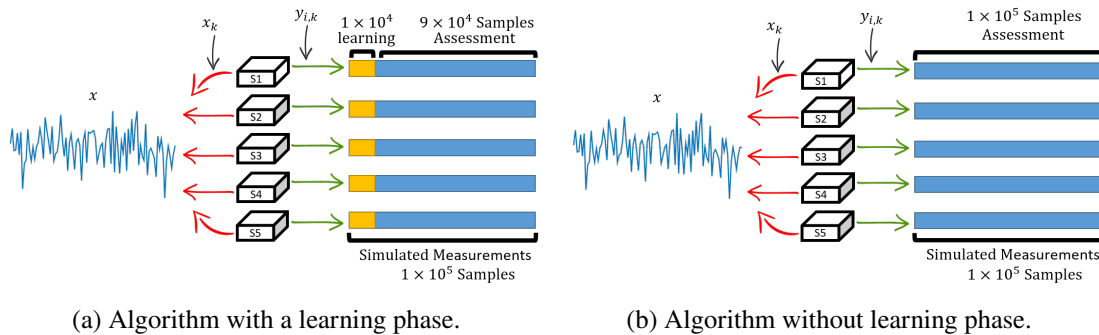 x_k
y_{i,k}
1 × 10^4
learning
9 × 10^4 Samples
Assessment
x
S1
S2
S3
S4
S5
Simulated Measurements
1 × 10^5 Samples
(a) Algorithm with a learning phase.
x_k
y_{i,k}
1 × 10^5 Samples
Assessment
x
S1
S2
S3
S4
S5
Simulated Measurements
1 × 10^5 Samples
(b) Algorithm without learning phase.